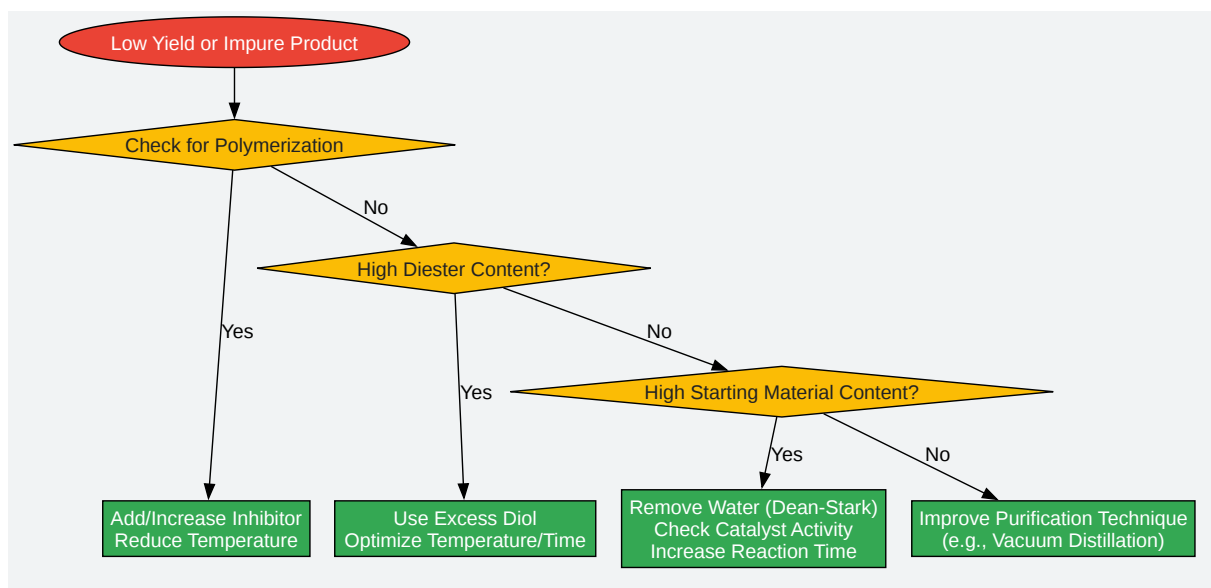 Low Yield or Impure Product
Check for Polymerization
No
High Diester Content?
Yes
No
High Starting Material Content?
Yes
Yes
No
Add/Increase Inhibitor
Reduce Temperature
Use Excess Diol
Optimize Temperature/Time
Remove Water (Dean-Stark)
Check Catalyst Activity
Increase Reaction Time
Improve Purification Technique
(e.g., Vacuum Distillation)